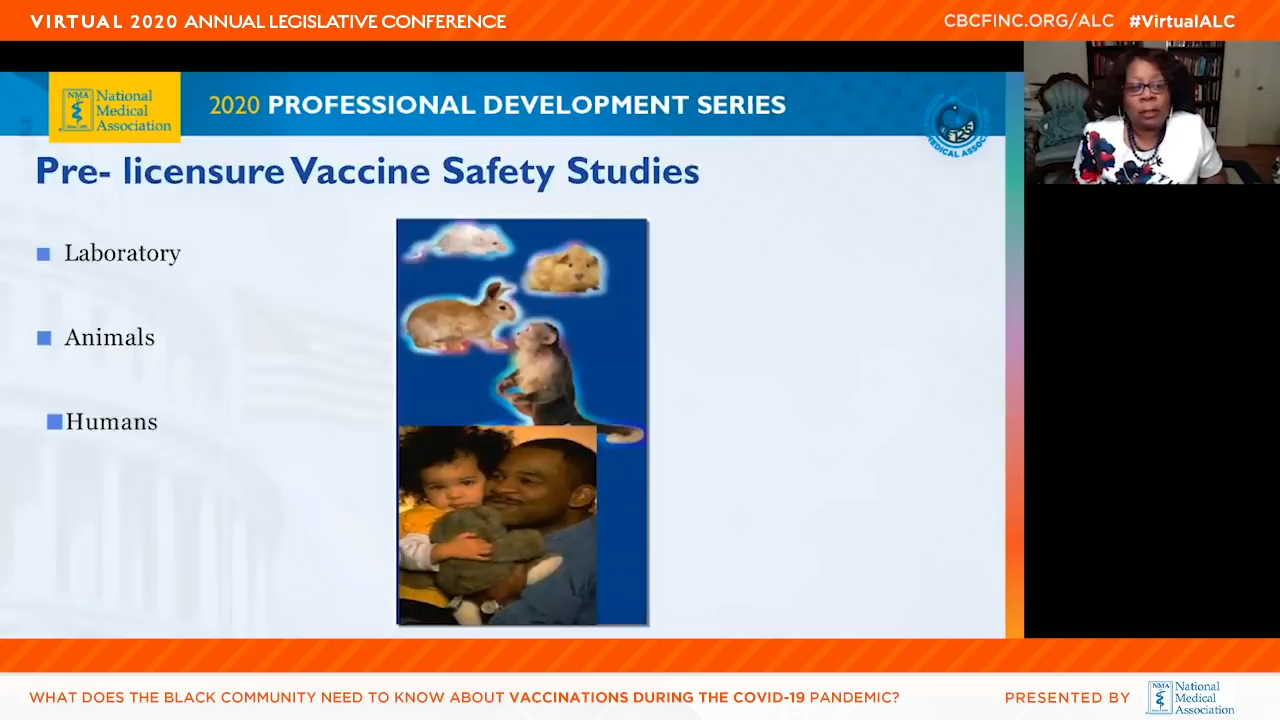 VIRTUAL 2020 ANNUAL LEGISLATIVE CONFERENCE
CBCFINC.ORG/ALC #VirtualALC
NMA
National
Medical
Association
2020 PROFESSIONAL DEVELOPMENT SERIES
Pre- licensure Vaccine Safety Studies
Laboratory
Animals
Humans
WHAT DOES THE BLACK COMMUNITY NEED TO KNOW ABOUT VACCINATIONS DURING THE COVID-19 PANDEMIC?
PRESENTED BY
NMA
National
Medical
Association